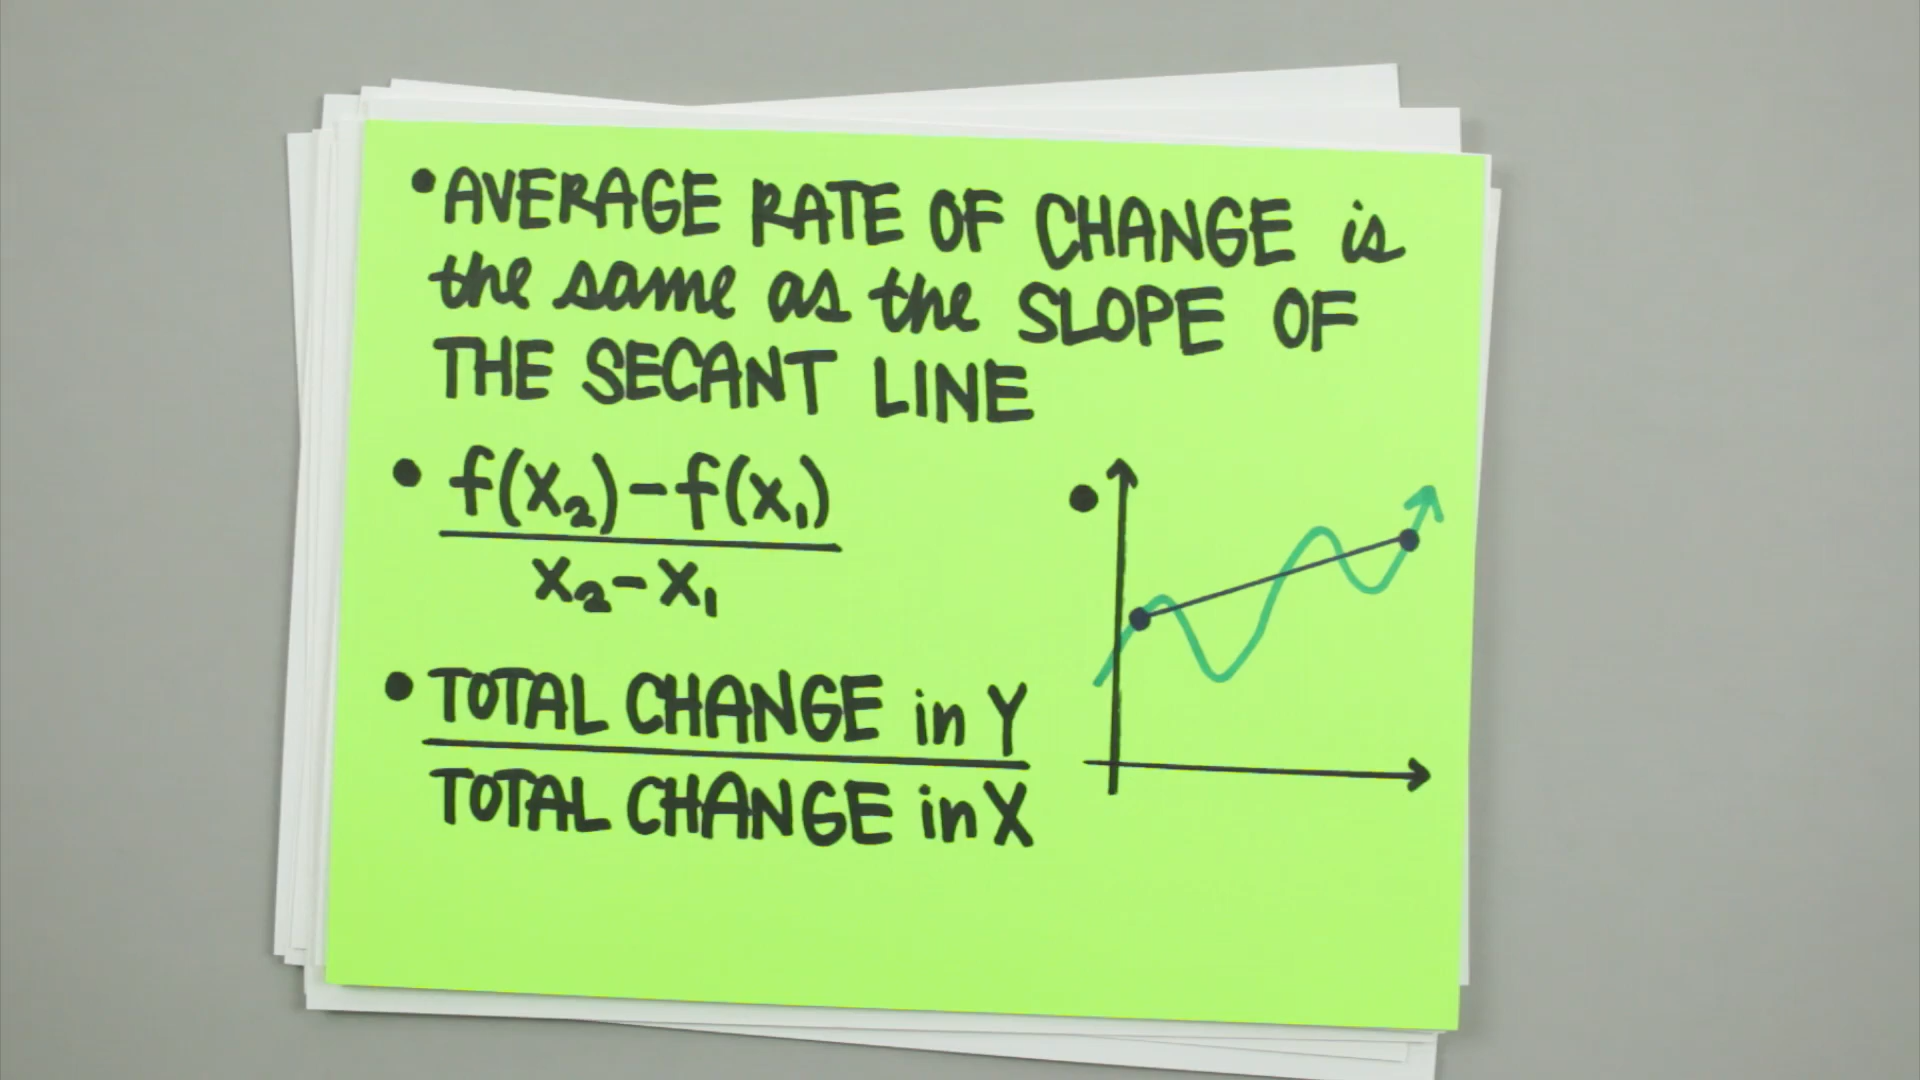 • AVERAGE RATE OF CHANGE is
the same as the SLOPE OF
THE SECANT LINE
• f(x₂) - f(x₁)
x₂ - x₁
• TOTAL CHANGE in Y
TOTAL CHANGE in X